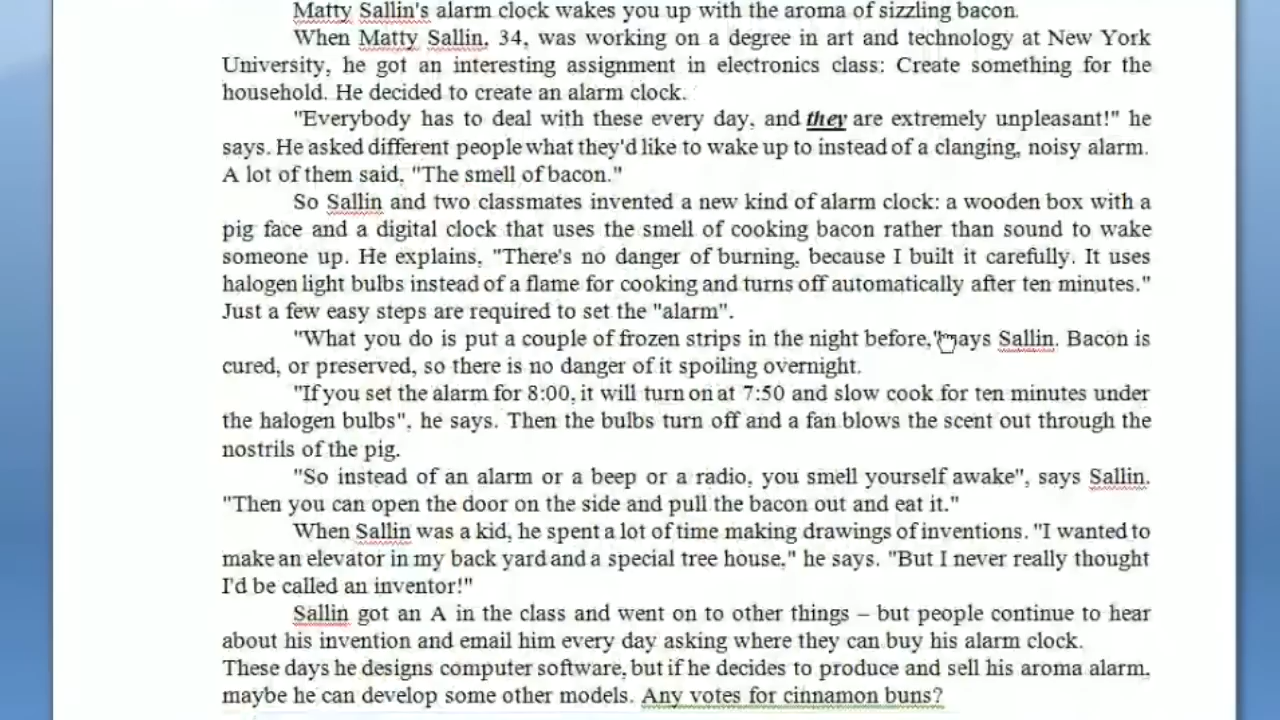 Matty Sallin's alarm clock wakes you up with the aroma of sizzling bacon.
When Matty Sallin, 34, was working on a degree in art and technology at New York
University, he got an interesting assignment in electronics class: Create something for the
household. He decided to create an alarm clock.
"Everybody has to deal with these every day, and they are extremely unpleasant!" he
says. He asked different people what they'd like to wake up to instead of a clanging, noisy alarm.
A lot of them said, "The smell of bacon."
So Sallin and two classmates invented a new kind of alarm clock: a wooden box with a
pig face and a digital clock that uses the smell of cooking bacon rather than sound to wake
someone up. He explains, "There's no danger of burning, because I built it carefully. It uses
halogen light bulbs instead of a flame for cooking and turns off automatically after ten minutes."
Just a few easy steps are required to set the "alarm".
"What you do is put a couple of frozen strips in the night before," says Sallin. Bacon is
cured, or preserved, so there is no danger of it spoiling overnight.
"If you set the alarm for 8:00, it will turn on at 7:50 and slow cook for ten minutes under
the halogen bulbs", he says. Then the bulbs turn off and a fan blows the scent out through the
nostrils of the pig.
"So instead of an alarm or a beep or a radio, you smell yourself awake", says Sallin.
"Then you can open the door on the side and pull the bacon out and eat it."
When Sallin was a kid, he spent a lot of time making drawings of inventions. "I wanted to
make an elevator in my back yard and a special tree house," he says. "But I never really thought
I'd be called an inventor!"
Sallin got an A in the class and went on to other things – but people continue to hear
about his invention and email him every day asking where they can buy his alarm clock.
These days he designs computer software, but if he decides to produce and sell his aroma alarm,
maybe he can develop some other models. Any votes for cinnamon buns?